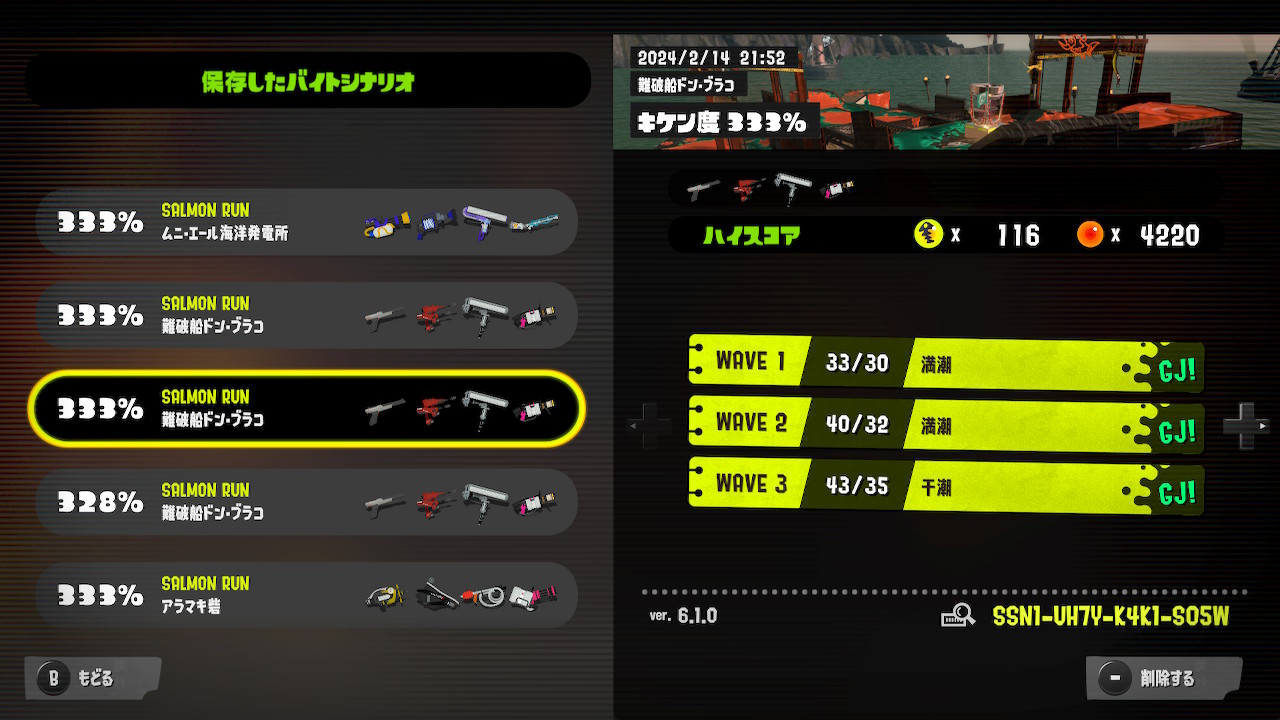 保存したバイトシナリオ
333%
SALMON RUN
ムニ・エール海洋発電所
333%
SALMON RUN
難破船ドン・ブラコ
333%
SALMON RUN
難破船ドン・ブラコ
328%
SALMON RUN
難破船ドン・ブラコ
333%
SALMON RUN
アラマキ砦
B もどる
2024/2/14 21:52
難破船ドン・ブラコ
キケン度 333%
ハイスコア x 116 x 4220
WAVE 1 33/30 満潮 GJ!
WAVE 2 40/32 満潮 GJ!
WAVE 3 43/35 干潮 GJ!
ver. 6.1.0 SSN1-UH7Y-K4K1-S05W
- 削除する